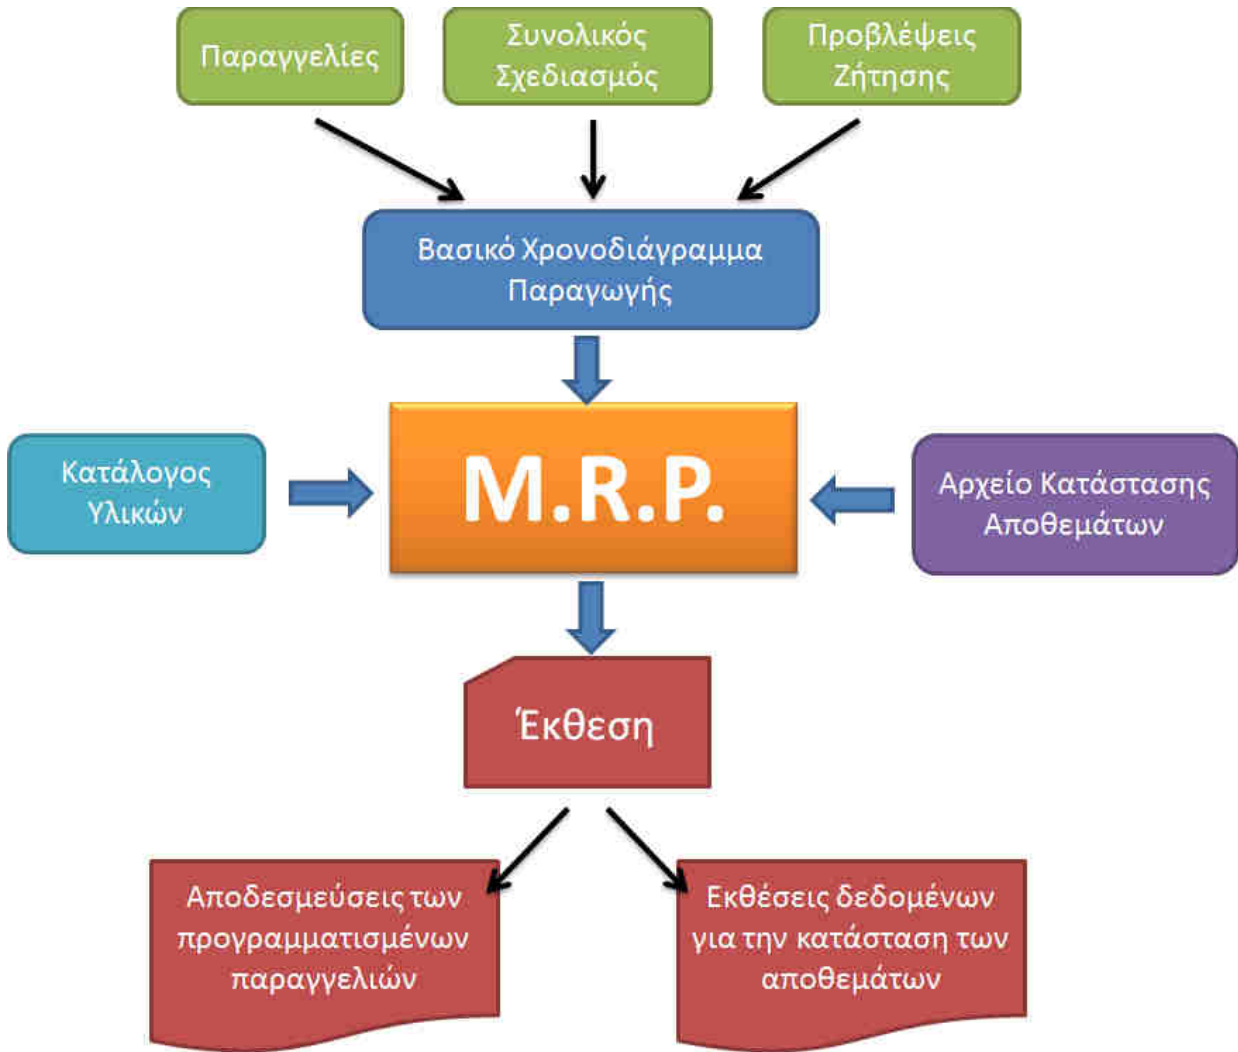 Παραγγελίες
Συνολικός
Σχεδιασμός
Προβλέψεις
Ζήτησης
Βασικό Χρονοδιάγραμμα
Παραγωγής
Κατάλογος
Υλικών
M.R.P.
Αρχείο Κατάστασης
Αποθεμάτων
Έκθεση
Αποδεσμεύσεις των
προγραμματισμένων
παραγγελιών
Εκθέσεις δεδομένων
για την κατάσταση των
αποθεμάτων